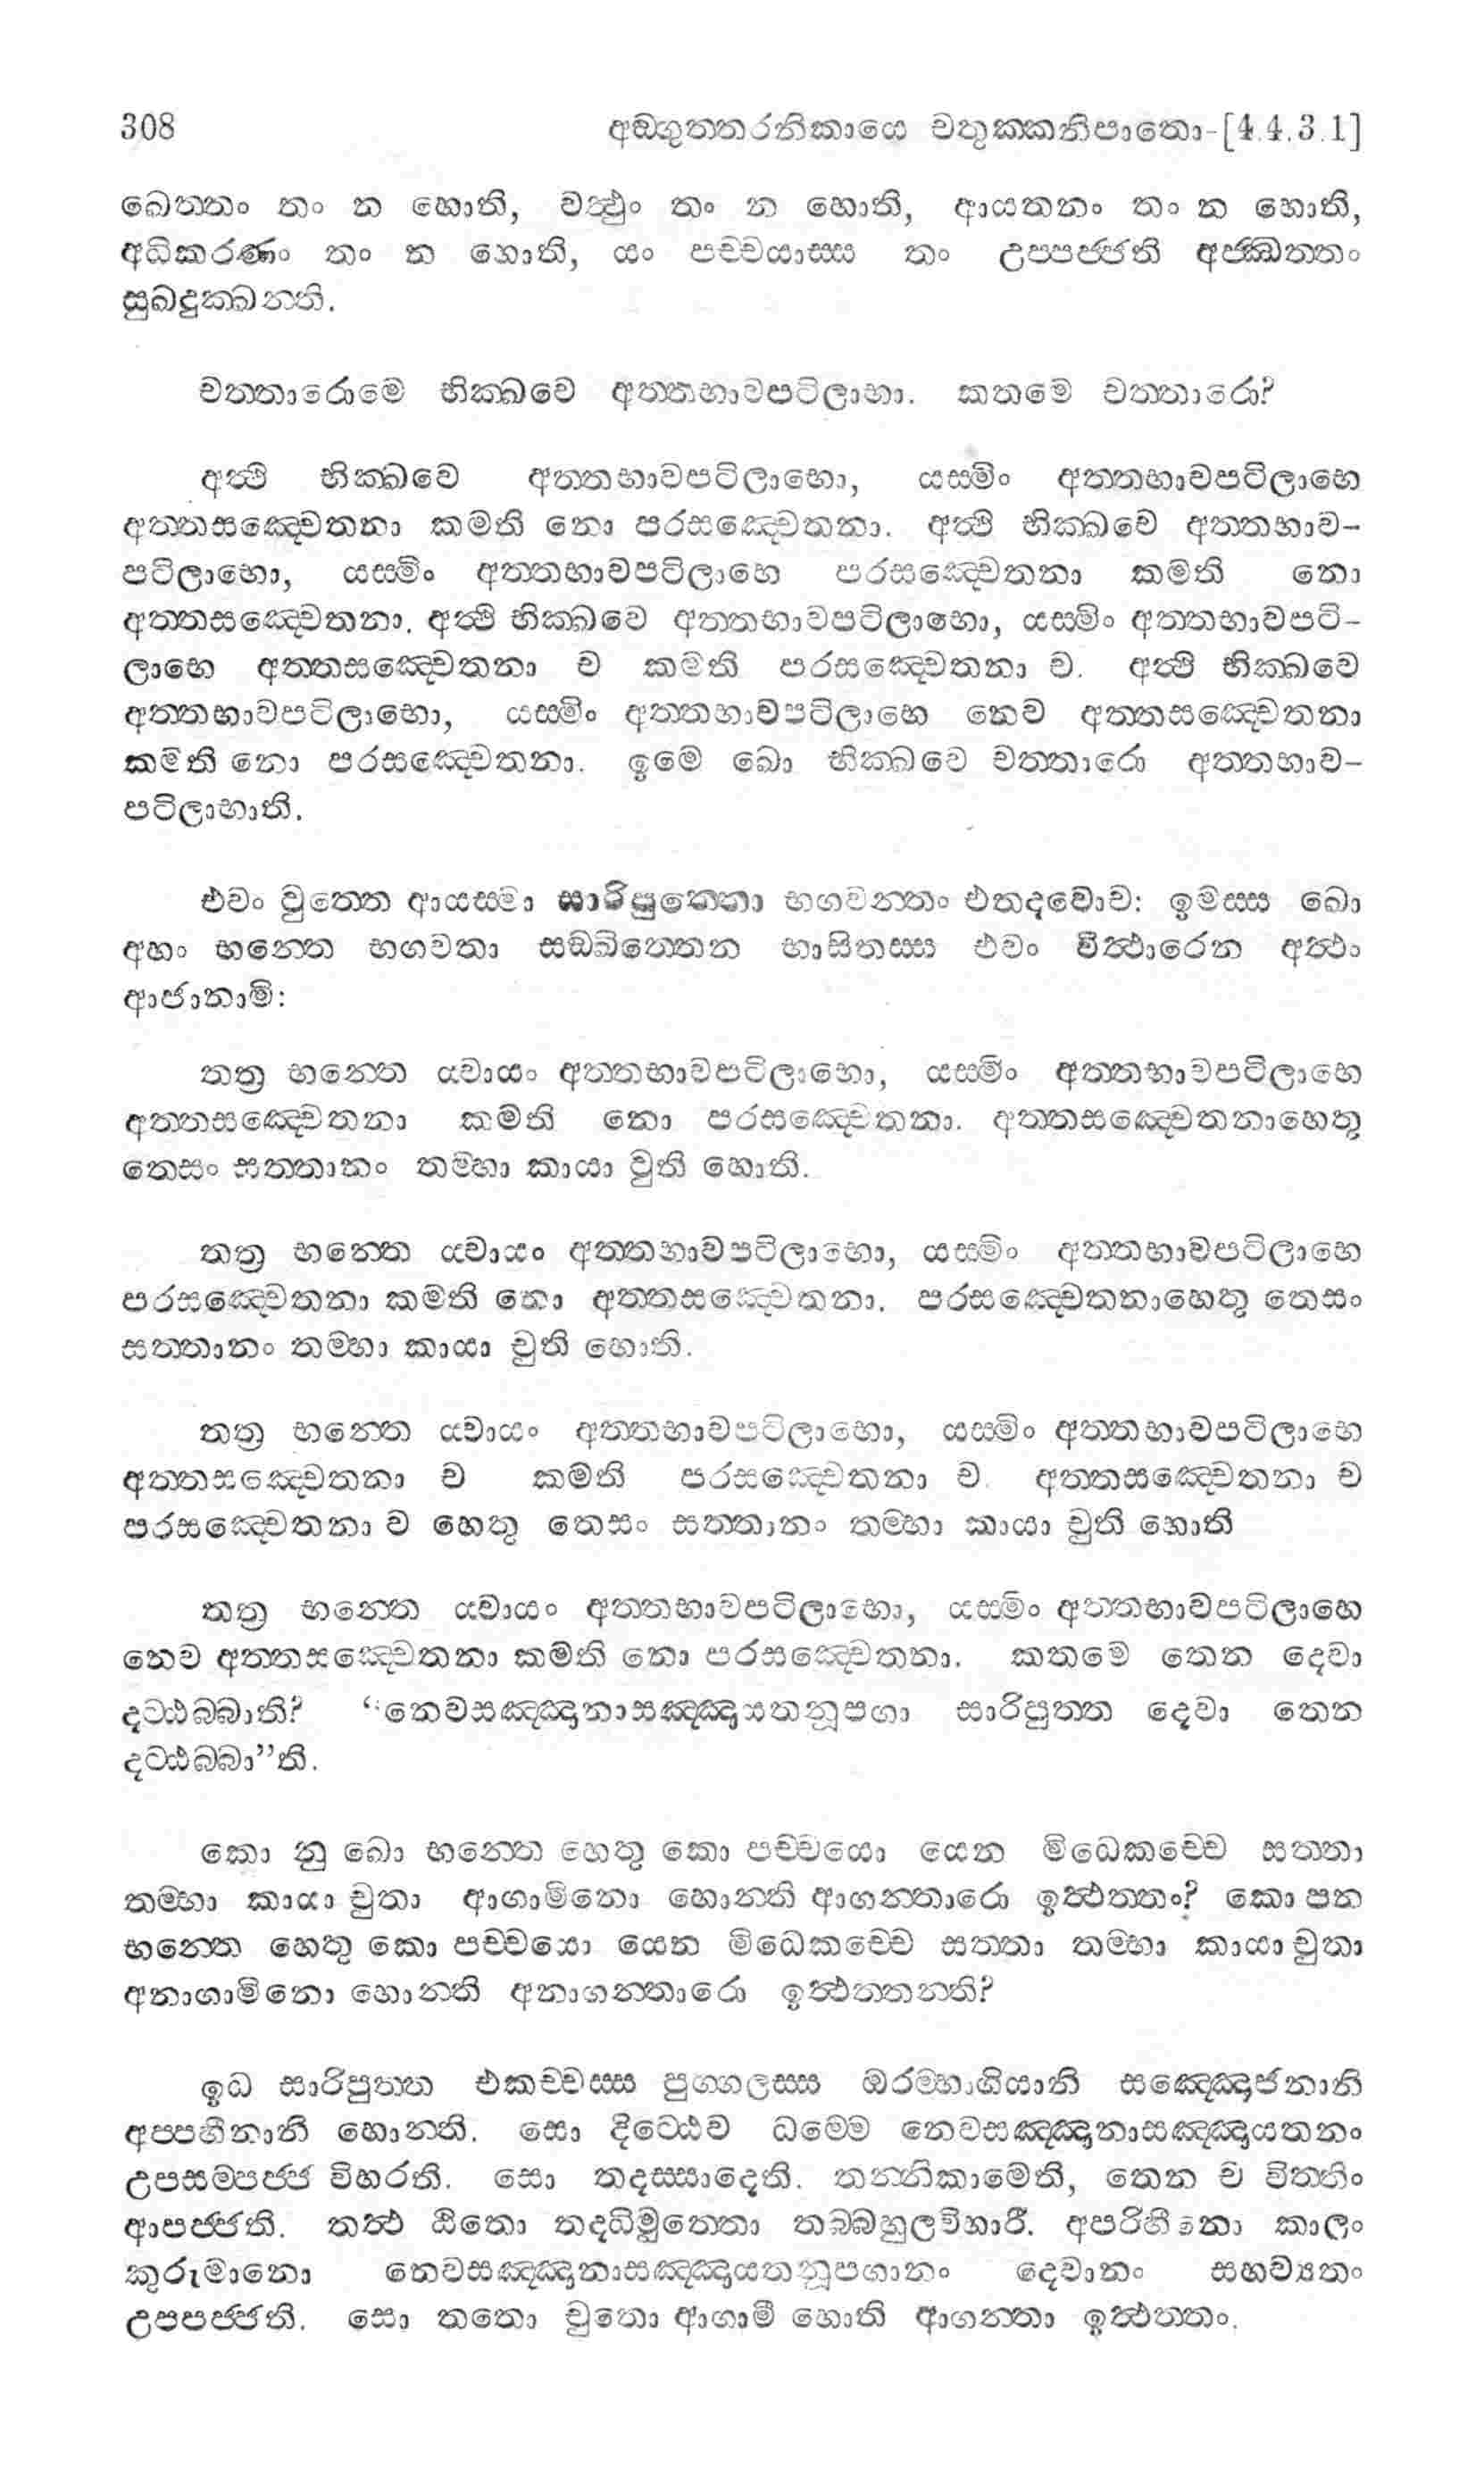 308 අඞ්ගුත්තරනිකායෙ චතුක්කනිපාතො-[4.4.3.1]
ඛෙත්තං තං න හොති, වත්ථුං තං න හොති, ආයතනං තං න හොති,
අධිකරණං තං න හොති, යං පච්චයාස්ස තං උප්පජ්ජති අජ්ඣත්තං
සුඛදුක්ඛන්ති.
චත්තාරොමෙ භික්ඛවෙ අත්තභාවපටිලාභා. කතමෙ චත්තාරො?
අත්ථි භික්ඛවෙ අත්තභාවපටිලාභො, යස්මිං අත්තභාවපටිලාභෙ
අත්තසඤ්චෙතනා කමති නො පරසඤ්චෙතනා. අත්ථි භික්ඛවෙ අත්තභාව-
පටිලාභො, යස්මිං අත්තභාවපටිලාභෙ පරසඤ්චෙතනා කමති නො
අත්තසඤ්චෙතනා. අත්ථි භික්ඛවෙ අත්තභාවපටිලාභො, යස්මිං අත්තභාවපටි-
ලාභෙ අත්තසඤ්චෙතනා ච කමති පරසඤ්චෙතනා ච. අත්ථි භික්ඛවෙ
අත්තභාවපටිලාභො, යස්මිං අත්තභාවපටිලාභෙ නෙව අත්තසඤ්චෙතනා
කමති නො පරසඤ්චෙතනා. ඉමෙ ඛො භික්ඛවෙ චත්තාරො අත්තභාව-
පටිලාභාති.
එවං වුත්තෙ ආයස්මා සාරිපුත්තො භගවන්තං එතදවොච: ඉමස්ස ඛො
අහං භන්තෙ භගවතා සඞ්ඛිත්තෙන භාසිතස්ස එවං විත්ථාරෙන අත්ථං
ආජානාමි:
තත්‍ර භන්තෙ ය්වායං අත්තභාවපටිලාභො, යස්මිං අත්තභාවපටිලාභෙ
අත්තසඤ්චෙතනා කමති නො පරසඤ්චෙතනා. අත්තසඤ්චෙතනාහෙතු
තෙසං සත්තානං තම්හා කායා චුති හොති.
තත්‍ර භන්තෙ ය්වායං අත්තභාවපටිලාභො, යස්මිං අත්තභාවපටිලාභෙ
පරසඤ්චෙතනා කමති නො අත්තසඤ්චෙතනා. පරසඤ්චෙතනාහෙතු තෙසං
සත්තානං තම්හා කායා චුති හොති.
තත්‍ර භන්තෙ ය්වායං අත්තභාවපටිලාභො, යස්මිං අත්තභාවපටිලාභෙ
අත්තසඤ්චෙතනා ච කමති පරසඤ්චෙතනා ච. අත්තසඤ්චෙතනා ච
පරසඤ්චෙතනා ච හෙතු තෙසං සත්තානං තම්හා කායා චුති හොති
තත්‍ර භන්තෙ ය්වායං අත්තභාවපටිලාභො, යස්මිං අත්තභාවපටිලාභෙ
නෙව අත්තසඤ්චෙතනා කමති නො පරසඤ්චෙතනා. කතමෙ තෙන දෙවා
දට්ඨබ්බාති? “නෙවසඤ්ඤානාසඤ්ඤායතනූපගා සාරිපුත්ත දෙවා තෙන
දට්ඨබ්බා”ති.
කො නු ඛො භන්තෙ හෙතු කො පච්චයො යෙන මිධෙකච්චෙ සත්තා
තම්හා කායා චුතා ආගාමිනො හොන්ති ආගන්තාරො ඉත්ථත්තං? කො පන
භන්තෙ හෙතු කො පච්චයො යෙන මිධෙකච්චෙ සත්තා තම්හා කායා චුතා
අනාගාමිනො හොන්ති අනාගන්තාරො ඉත්ථත්තන්ති?
ඉධ සාරිපුත්ත එකච්චස්ස පුග්ගලස්ස ඔරම්භාගියානි සඤ්ඤොජනානි
අප්පහීනානි හොන්ති. සො දිට්ඨෙව ධම්මෙ නෙවසඤ්ඤානාසඤ්ඤායතනං
උපසම්පජ්ජ විහරති. සො තදස්සාදෙති. තන්නිකාමෙති, තෙන ච විත්තිං
ආපජ්ජති. තත්ථ ඨිතො තදධිමුත්තො තබ්බහුලවිහාරී. අපරිහීනො කාලං
කුරුමානො නෙවසඤ්ඤානාසඤ්ඤායතනූපගානං දෙවානං සහව්‍යතං
උපපජ්ජති. සො තතො චුතො ආගාමී හොති ආගන්තා ඉත්ථත්තං.